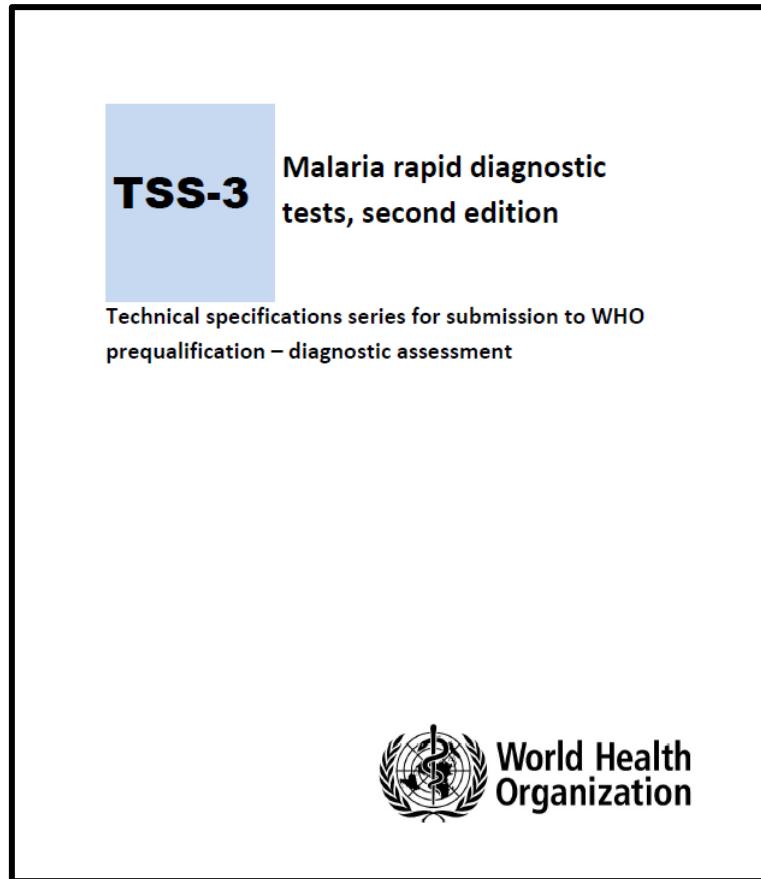 TSS-3
Malaria rapid diagnostic
tests, second edition
Technical specifications series for submission to WHO
prequalification – diagnostic assessment
World Health
Organization